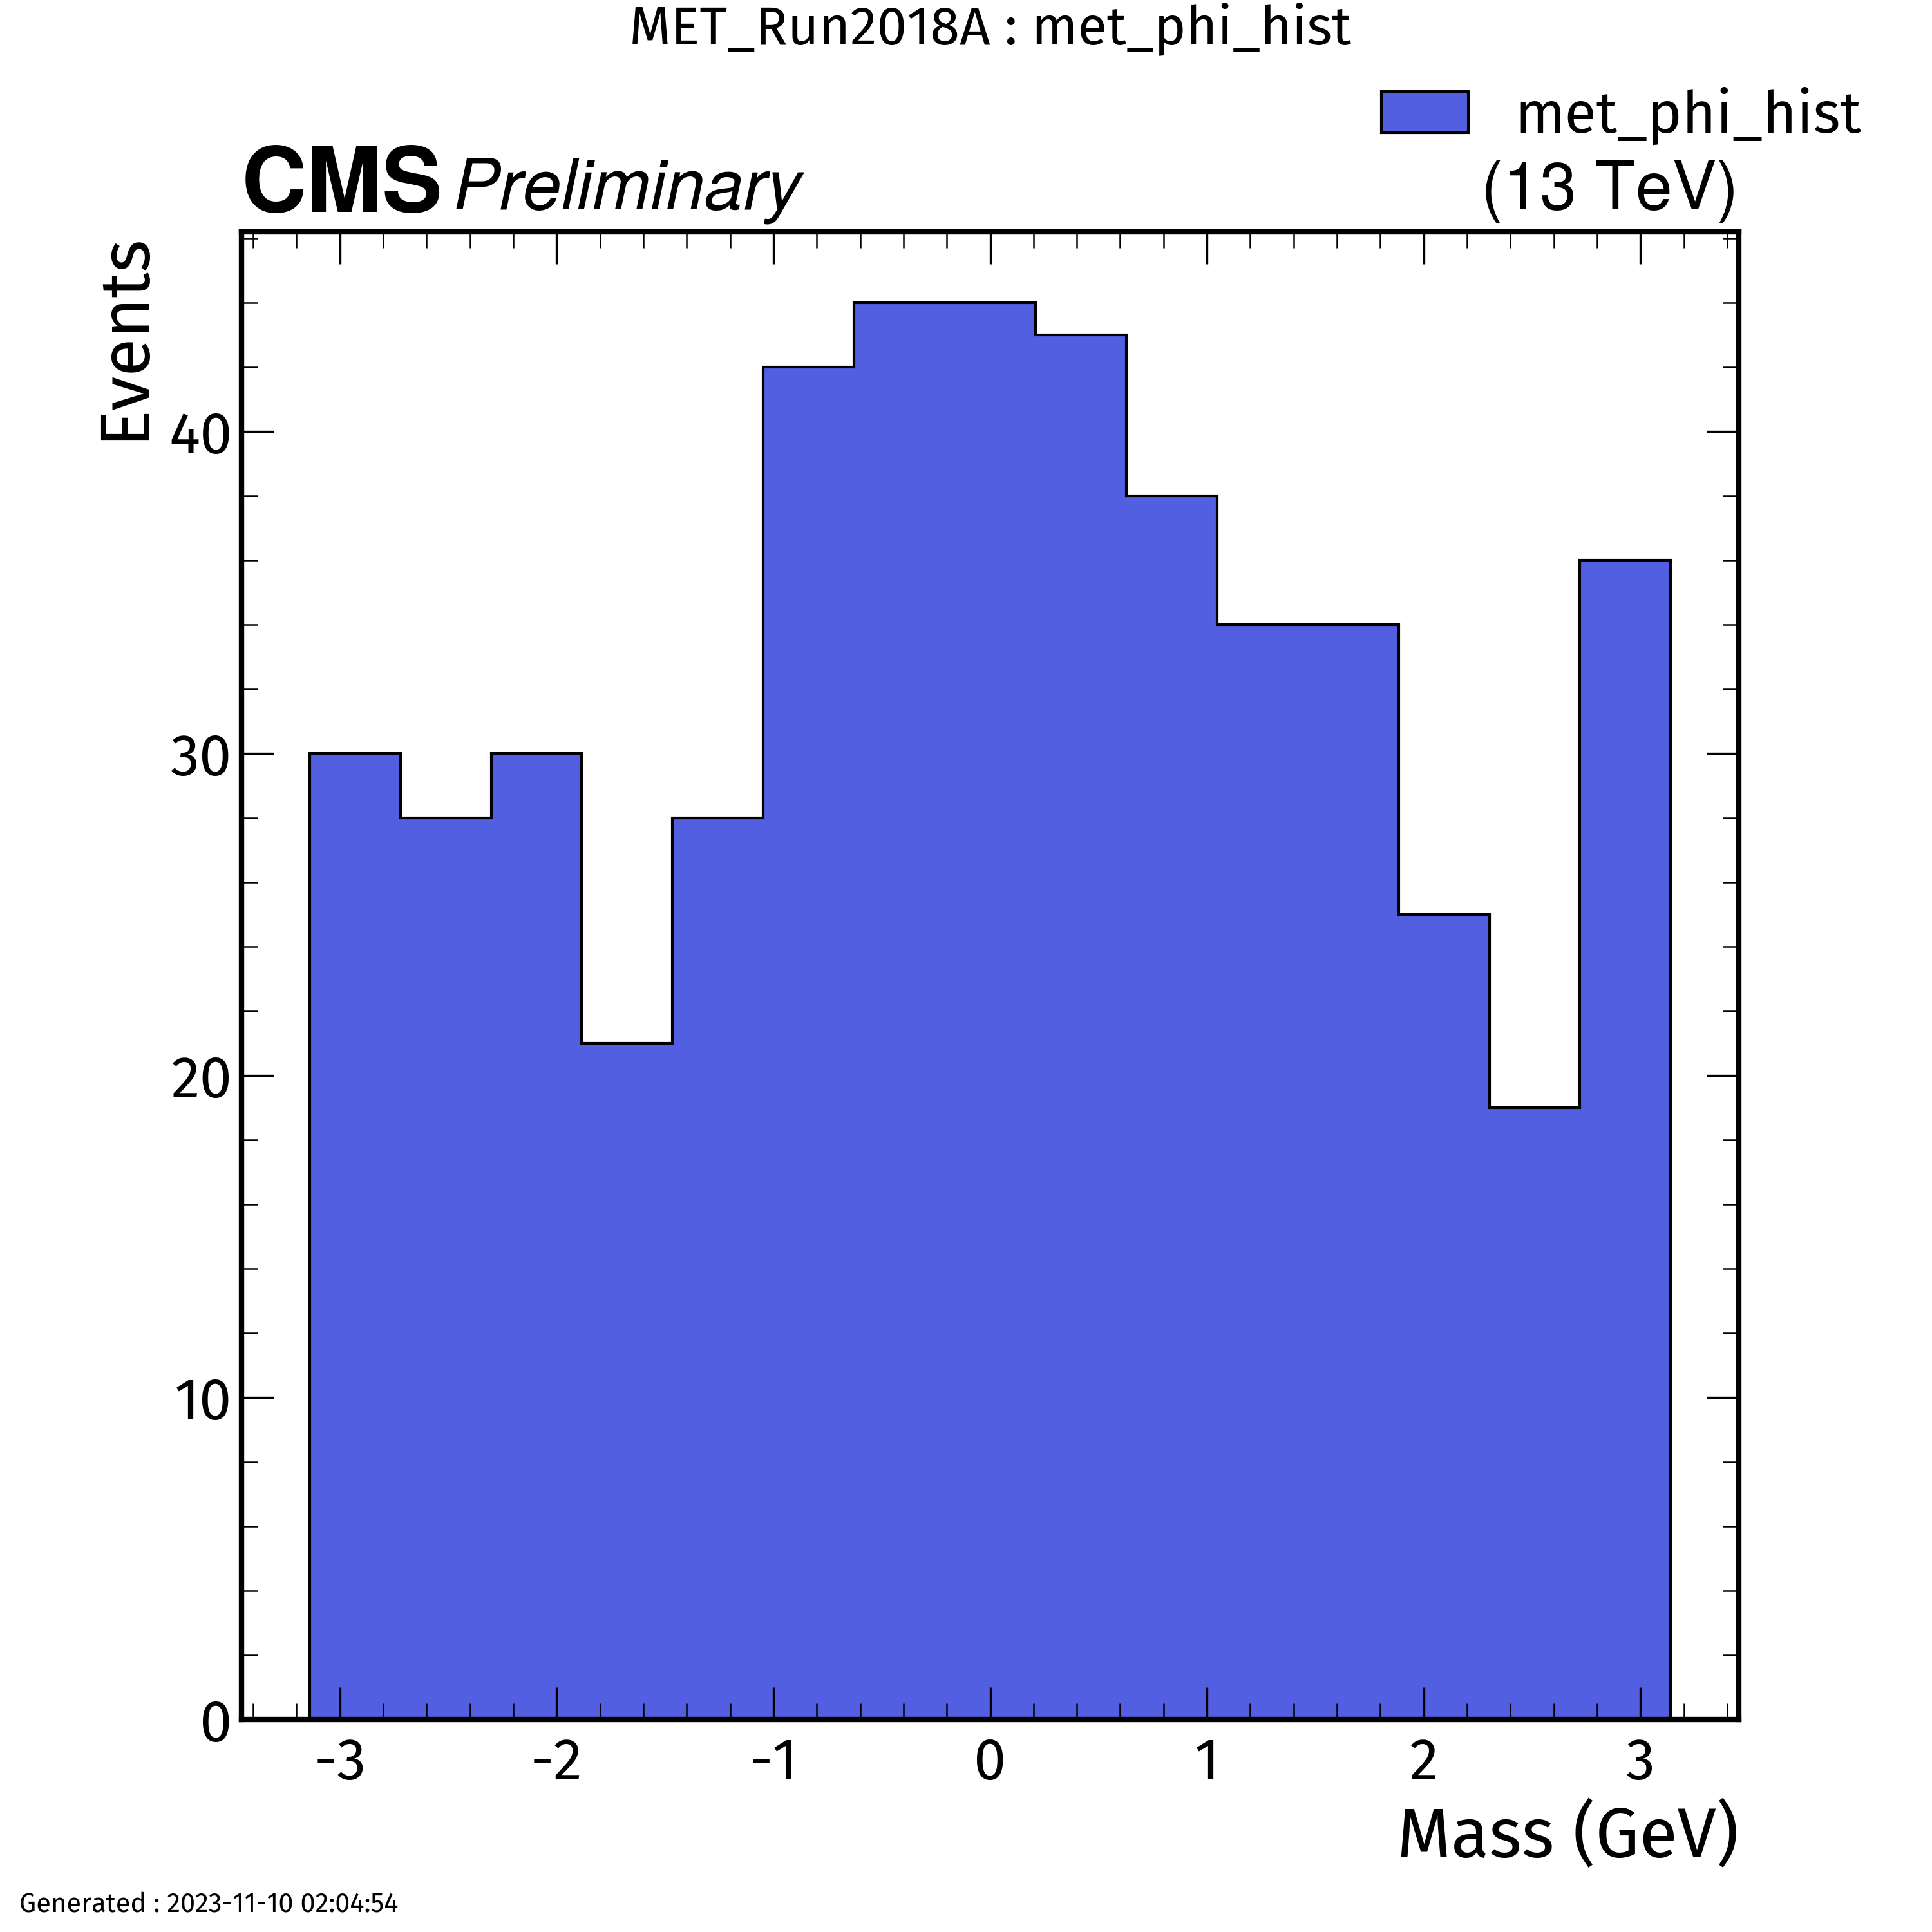 MET_Run2018A : met_phi_hist
met_phi_hist
CMS Preliminary (13 TeV)
Events
40
30
20
10
0
-3 -2 -1 0 1 2 3
Mass (GeV)
Generated : 2023-11-10 02:04:54